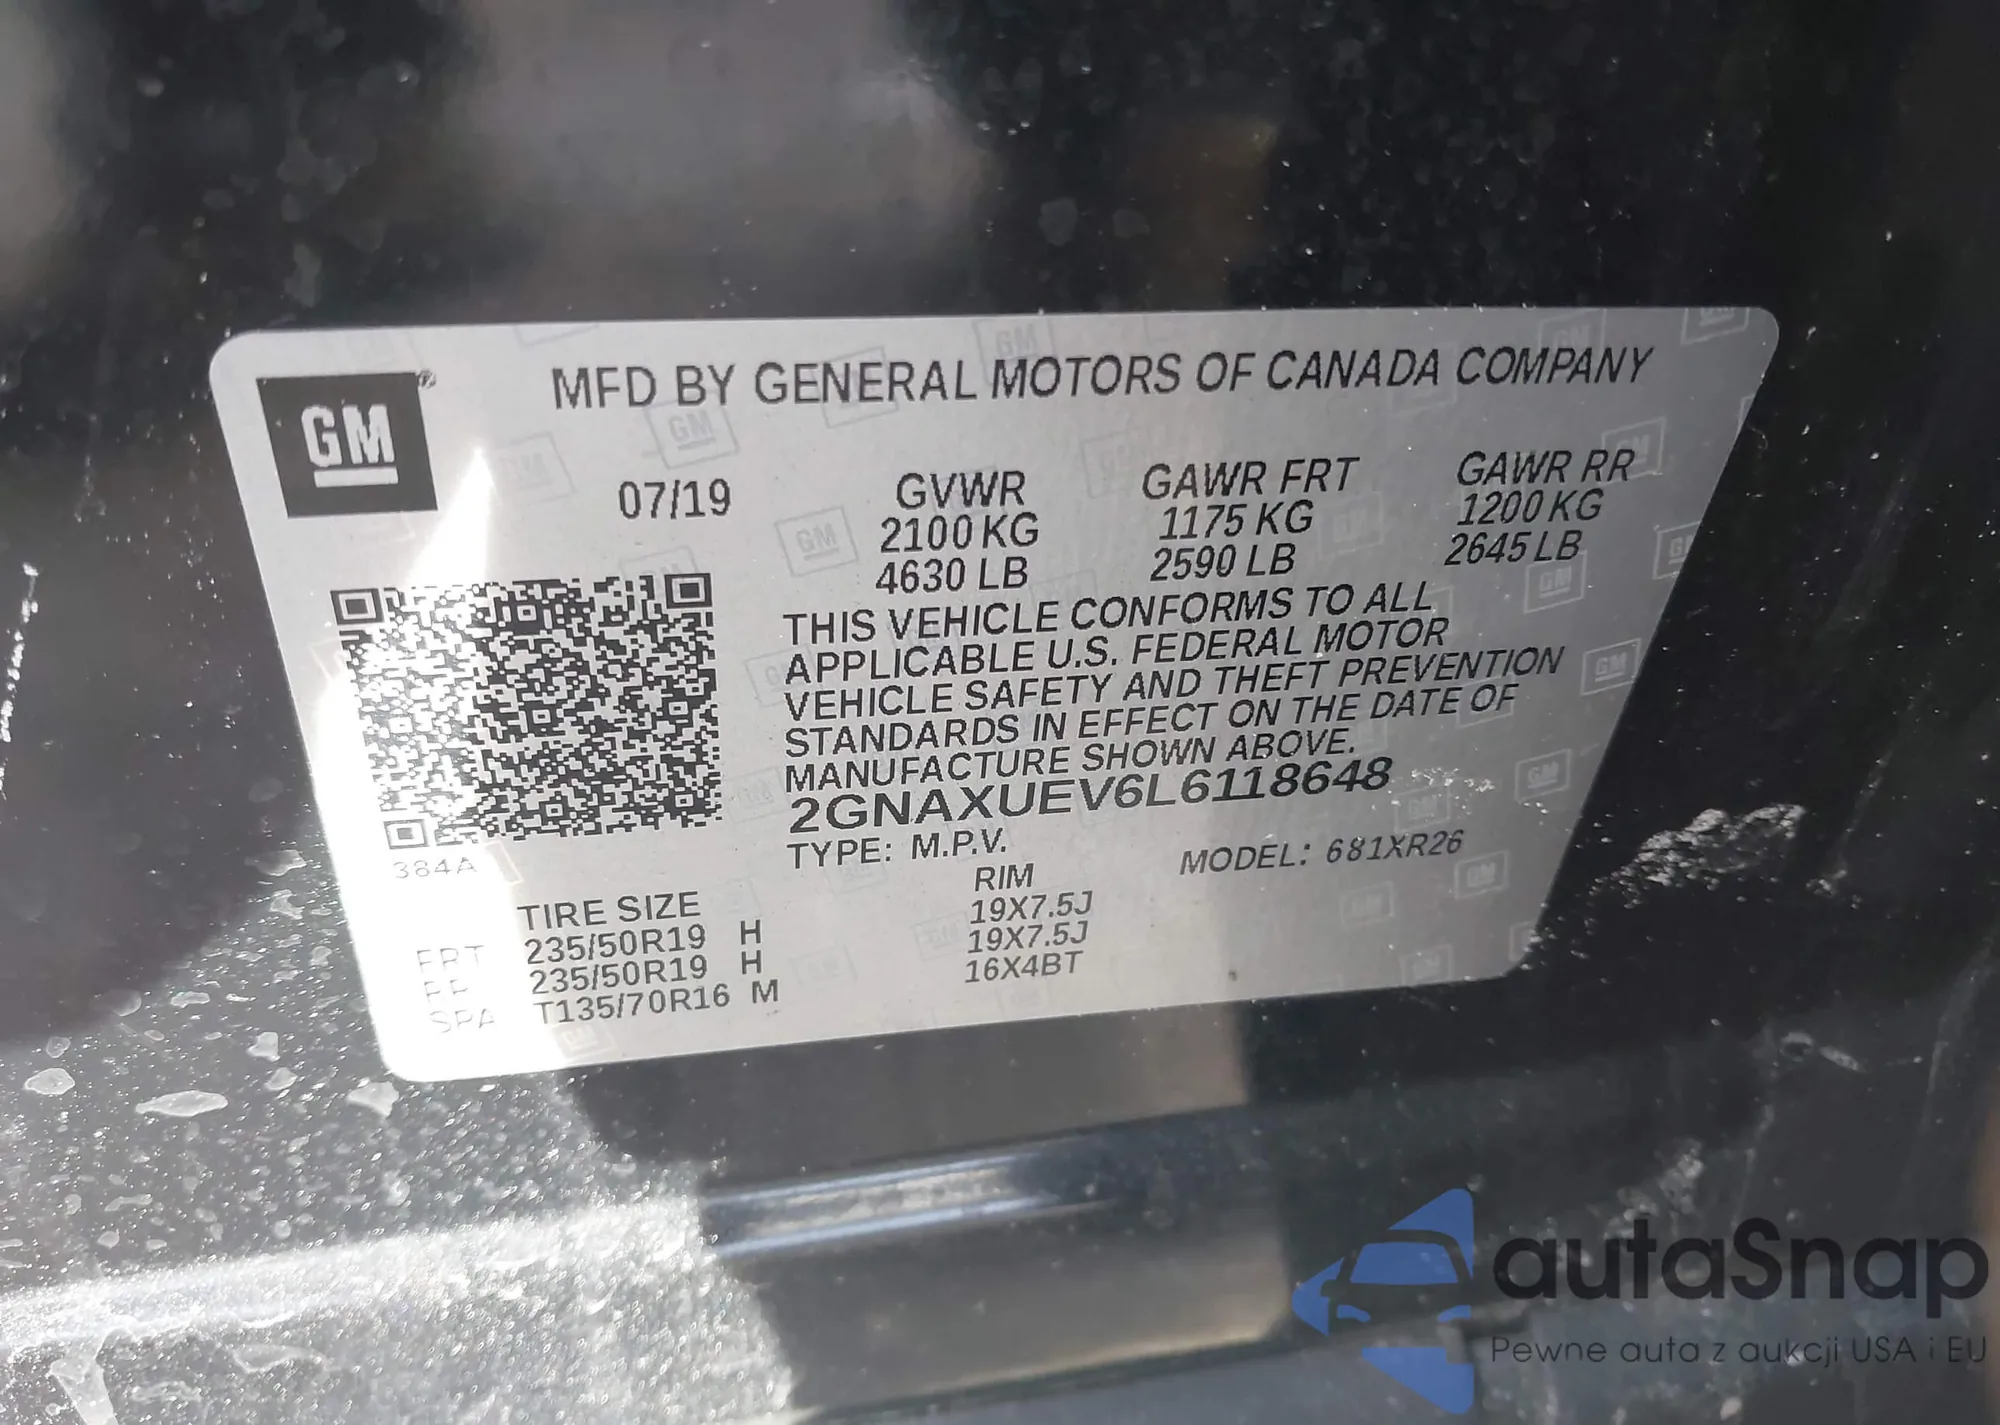 GM®
MFD BY GENERAL MOTORS OF CANADA COMPANY
07/19
GVWR GAWR FRT GAWR RR
2100 KG 1175 KG 1200 KG
4630 LB 2590 LB 2645 LB
THIS VEHICLE CONFORMS TO ALL
APPLICABLE U.S. FEDERAL MOTOR
VEHICLE SAFETY AND THEFT PREVENTION
STANDARDS IN EFFECT ON THE DATE OF
MANUFACTURE SHOWN ABOVE.
2GNAXUEV6L6118648
384A
TYPE: M.P.V. MODEL: 681XR26
TIRE SIZE RIM
FRT 235/50R19 H 19X7.5J
RR 235/50R19 H 19X7.5J
SPA T135/70R16 M 16X4BT
autaSnap
Pewne auta z aukcji USA i EU